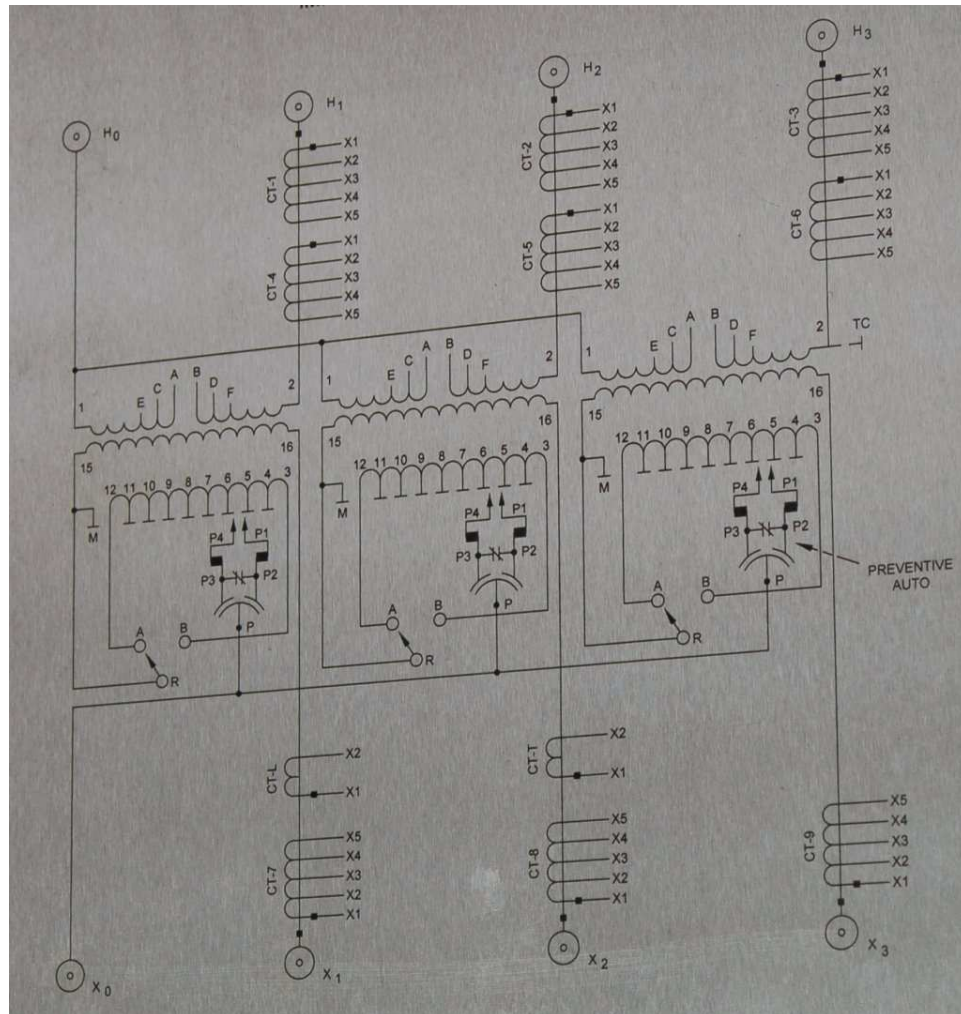 H0
H1
H2
H3
CT-1
X1
X2
X3
X4
X5
CT-4
X1
X2
X3
X4
X5
CT-2
X1
X2
X3
X4
X5
CT-5
X1
X2
X3
X4
X5
CT-3
X1
X2
X3
X4
X5
CT-6
X1
X2
X3
X4
X5
1 E C A B D F 2
15 16
12 11 10 9 8 7 6 5 4 3
M
P4 P1
P3 P2
P
A B
R
1 E C A B D F 2
15 16
12 11 10 9 8 7 6 5 4 3
M
P4 P1
P3 P2
P
A B
R
1 E C A B D F 2 TC
15 16
12 11 10 9 8 7 6 5 4 3
M
P4 P1
P3 P2
P
A B
R
PREVENTIVE
AUTO
CT-L
X2
X1
CT-7
X5
X4
X3
X2
X1
CT-T
X2
X1
CT-8
X5
X4
X3
X2
X1
CT-9
X5
X4
X3
X2
X1
X0
X1
X2
X3